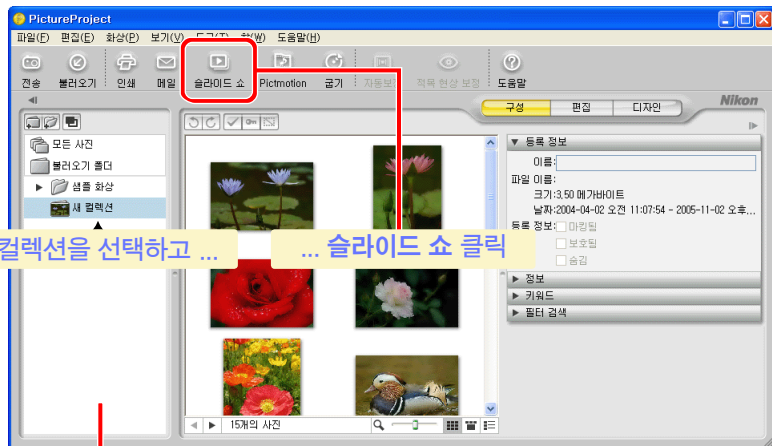 PictureProject
파일(F) 편집(E) 화상(P) 보기(V) 도움말(H)
전송 불러오기 인쇄 메일 슬라이드 쇼 Pictmotion 굽기 자동보정 적목 현상 보정 도움말
구성 편집 디자인 Nikon
모든 사진
불러오기 폴더
샘플 화상
새 컬렉션
등록 정보
이름:
파일 이름:
크기:3.50 메가바이트
날짜:2004-04-02 오전 11:07:54 - 2005-11-02 오후...
등록 정보: 마킹됨
보호됨
숨김
정보
키워드
필터 검색
컬렉션을 선택하고 ...
... 슬라이드 쇼 클릭
15개의 사진